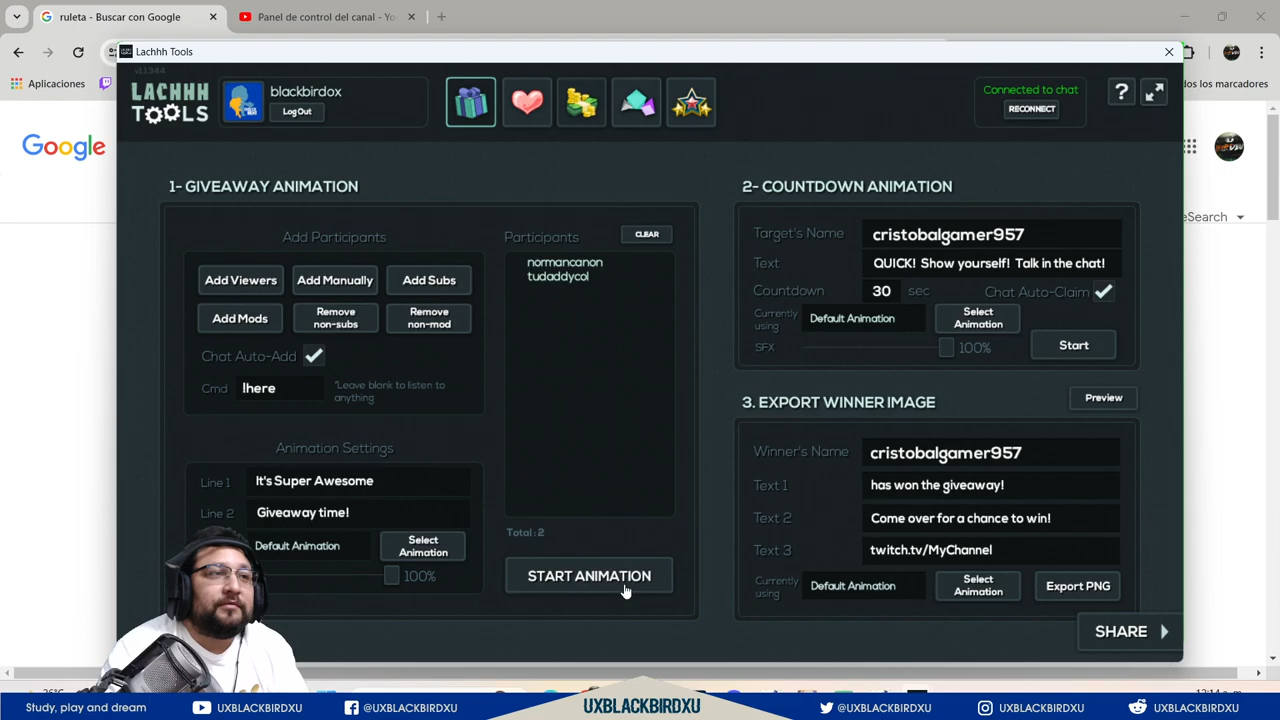 ruleta - Buscar con Google
Panel de control del canal - Yo
Aplicaciones
dos los marcadores
Lachhh Tools
v1.1.344
LACHHH
TOOLS
blackbirdox
Log Out
Connected to chat
RECONNECT
?
Google
eSearch
1- GIVEAWAY ANIMATION
Add Participants
Add Viewers
Add Manually
Add Subs
Add Mods
Remove
non-subs
Remove
non-mod
Chat Auto-Add
Cmd
!here
*Leave blank to listen to
anything
Participants
CLEAR
normancanon
tudaddycol
Total : 2
START ANIMATION
Animation Settings
Line 1
It's Super Awesome
Line 2
Giveaway time!
Default Animation
Select
Animation
100%
2- COUNTDOWN ANIMATION
Target's Name
cristobalgamer957
Text
QUICK! Show yourself! Talk in the chat!
Countdown
30
sec
Chat Auto-Claim
Currently
using
Default Animation
Select
Animation
SFX
100%
Start
3. EXPORT WINNER IMAGE
Preview
Winner's Name
cristobalgamer957
Text 1
has won the giveaway!
Text 2
Come over for a chance to win!
Text 3
twitch.tv/MyChannel
Currently
using
Default Animation
Select
Animation
Export PNG
SHARE
Study, play and dream
UXBLACKBIRDXU
@UXBLACKBIRDXU
UXBLACKBIRDXU
@UXBLACKBIRDXU
UXBLACKBIRDXU
UXBLACKBIRDXU